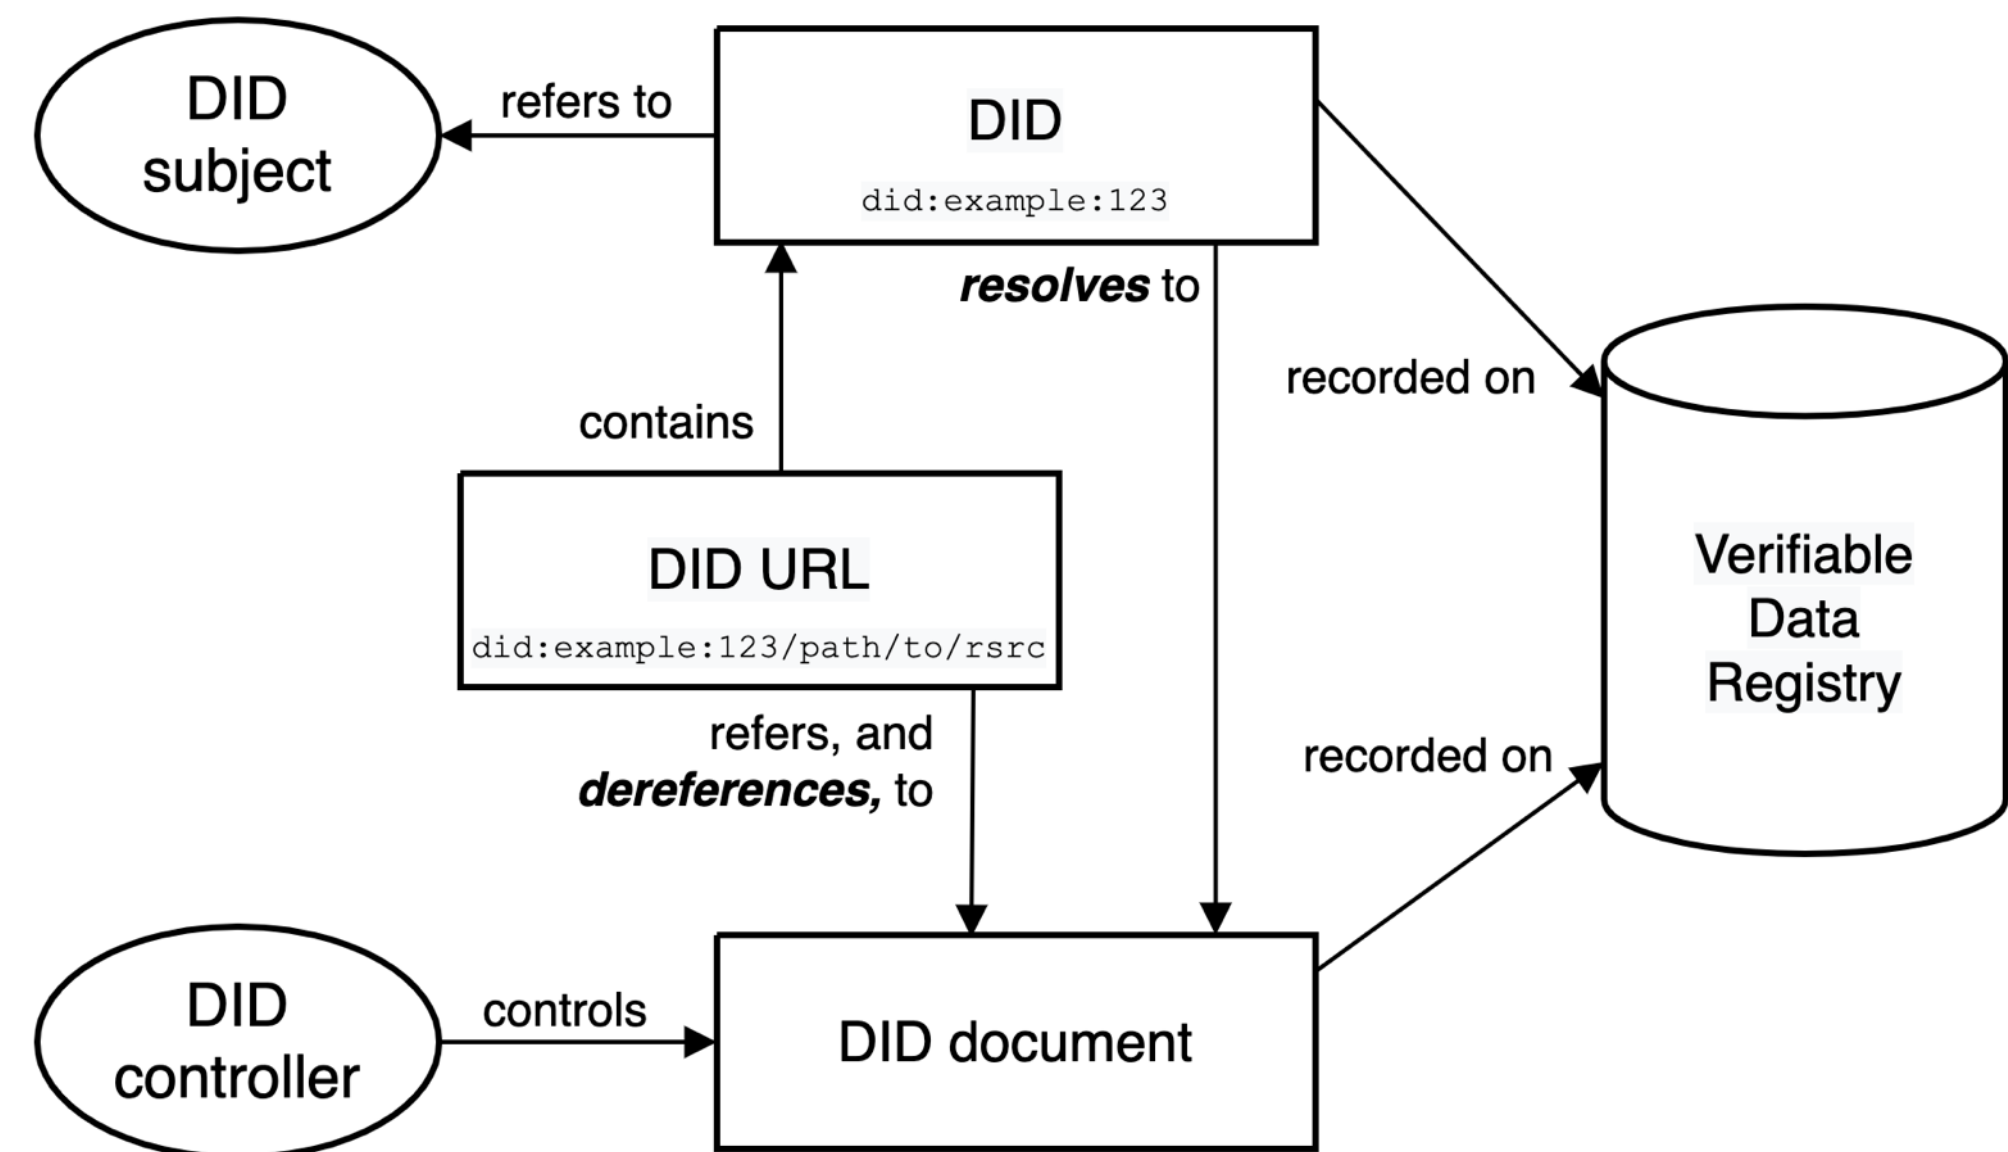 DID
subject
refers to
DID
did:example:123
resolves to
contains
recorded on
DID URL
did:example:123/path/to/rsrc
Verifiable
Data
Registry
refers, and
dereferences, to
recorded on
DID
controller
controls
DID document